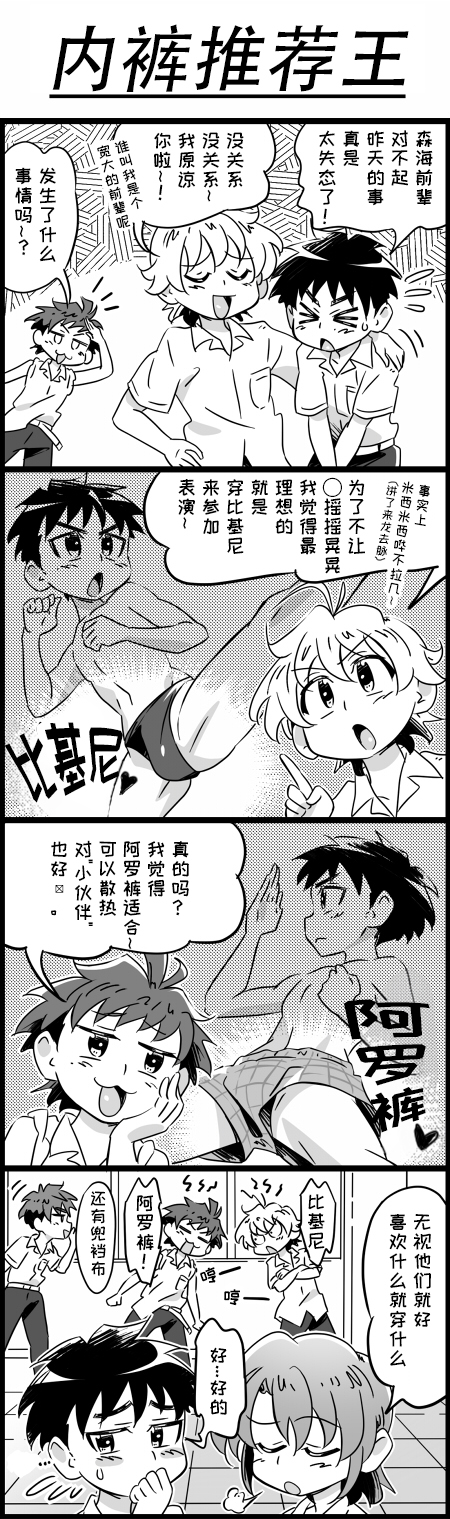 内裤推荐王
森海前辈
对不起
昨天的事
真是
太失态了!
没关系
没关系~
我原谅
你啦~!
谁叫我是个
宽大的前辈呢
发生了什么
事情吗~?
事实上
米西米西哗不拉几~
(讲了来龙去脉)
为了不让
○摇摇晃晃
我觉得最
理想的
就是
穿比基尼
来参加
表演~
比基尼
真的吗?
我觉得
阿罗裤适合~
可以散热
对“小伙伴”
也好 。
阿罗裤
无视他们就好
喜欢什么就穿什么
比基尼
阿罗裤!
还有兜裆布
哼一
哼一
好…好的